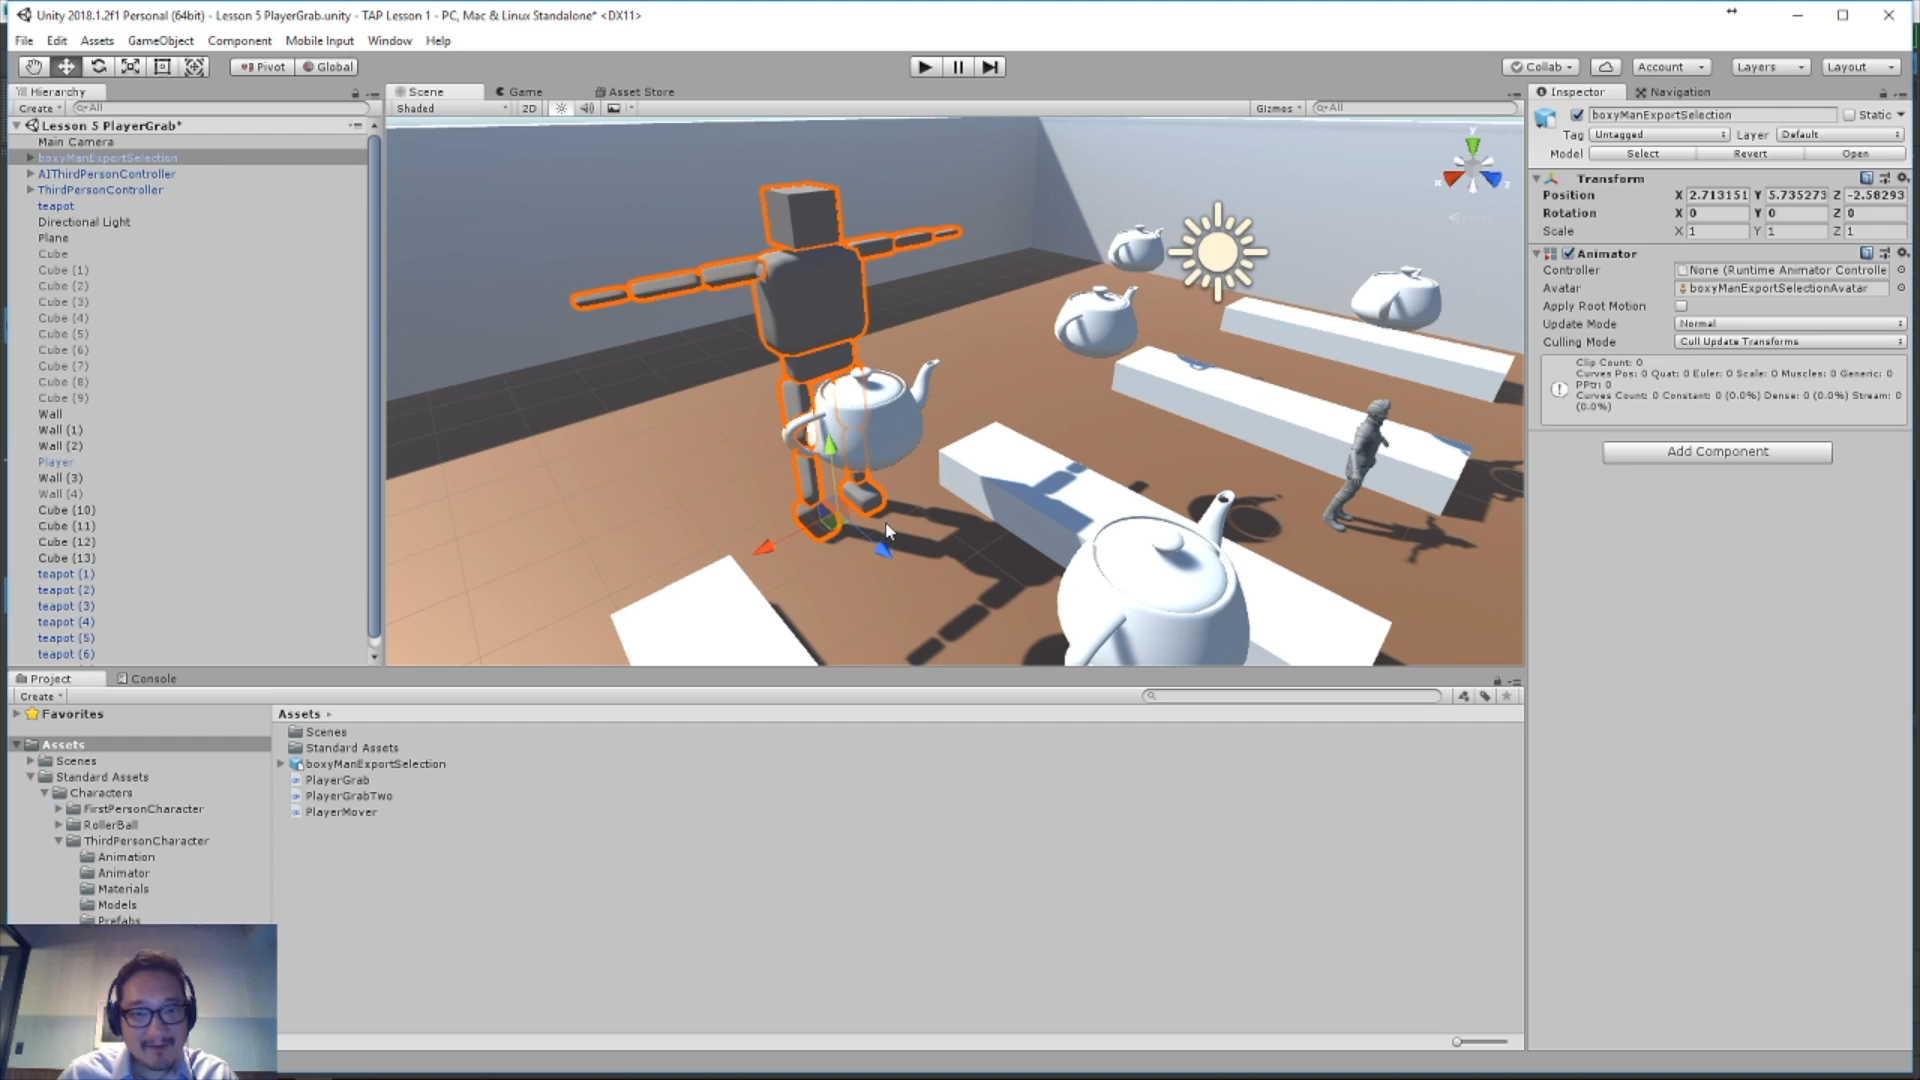 Unity 2018.1.2f1 Personal (64bit) - Lesson 5 PlayerGrab.unity - TAP Lesson 1 - PC, Mac & Linux Standalone* <DX11>
File Edit Assets GameObject Component Mobile Input Window Help
Pivot Global Collab Account Layers Layout
Hierarchy
Create All
Lesson 5 PlayerGrab*
Main Camera
boxyManExportSelection
AIThirdPersonController
ThirdPersonController
teapot
Directional Light
Plane
Cube
Cube (1)
Cube (2)
Cube (3)
Cube (4)
Cube (5)
Cube (6)
Cube (7)
Cube (8)
Cube (9)
Wall
Wall (1)
Wall (2)
Player
Wall (3)
Wall (4)
Cube (10)
Cube (11)
Cube (12)
Cube (13)
teapot (1)
teapot (2)
teapot (3)
teapot (4)
teapot (5)
teapot (6)
Scene Game Asset Store
Shaded 2D Gizmos All
y
x z
Inspector Navigation
boxyManExportSelection Static
Tag Untagged Layer Default
Model Select Revert Open
Transform
Position X 2.713151 Y 5.735273 Z -2.58293
Rotation X 0 Y 0 Z 0
Scale X 1 Y 1 Z 1
Animator
Controller None (Runtime Animator Controlle
Avatar boxyManExportSelectionAvatar
Apply Root Motion
Update Mode Normal
Culling Mode Cull Update Transforms
Clip Count: 0
Curves Pos: 0 Quat: 0 Euler: 0 Scale: 0 Muscles: 0 Generic: 0
PPtr: 0
Curves Count: 0 Constant: 0 (0.0%) Dense: 0 (0.0%) Stream: 0
(0.0%)
Add Component
Project Console
Create
Favorites
Assets
Scenes
Standard Assets
Characters
FirstPersonCharacter
RollerBall
ThirdPersonCharacter
Animation
Animator
Materials
Models
Prefabs
Assets
Scenes
Standard Assets
boxyManExportSelection
PlayerGrab
PlayerGrabTwo
PlayerMover